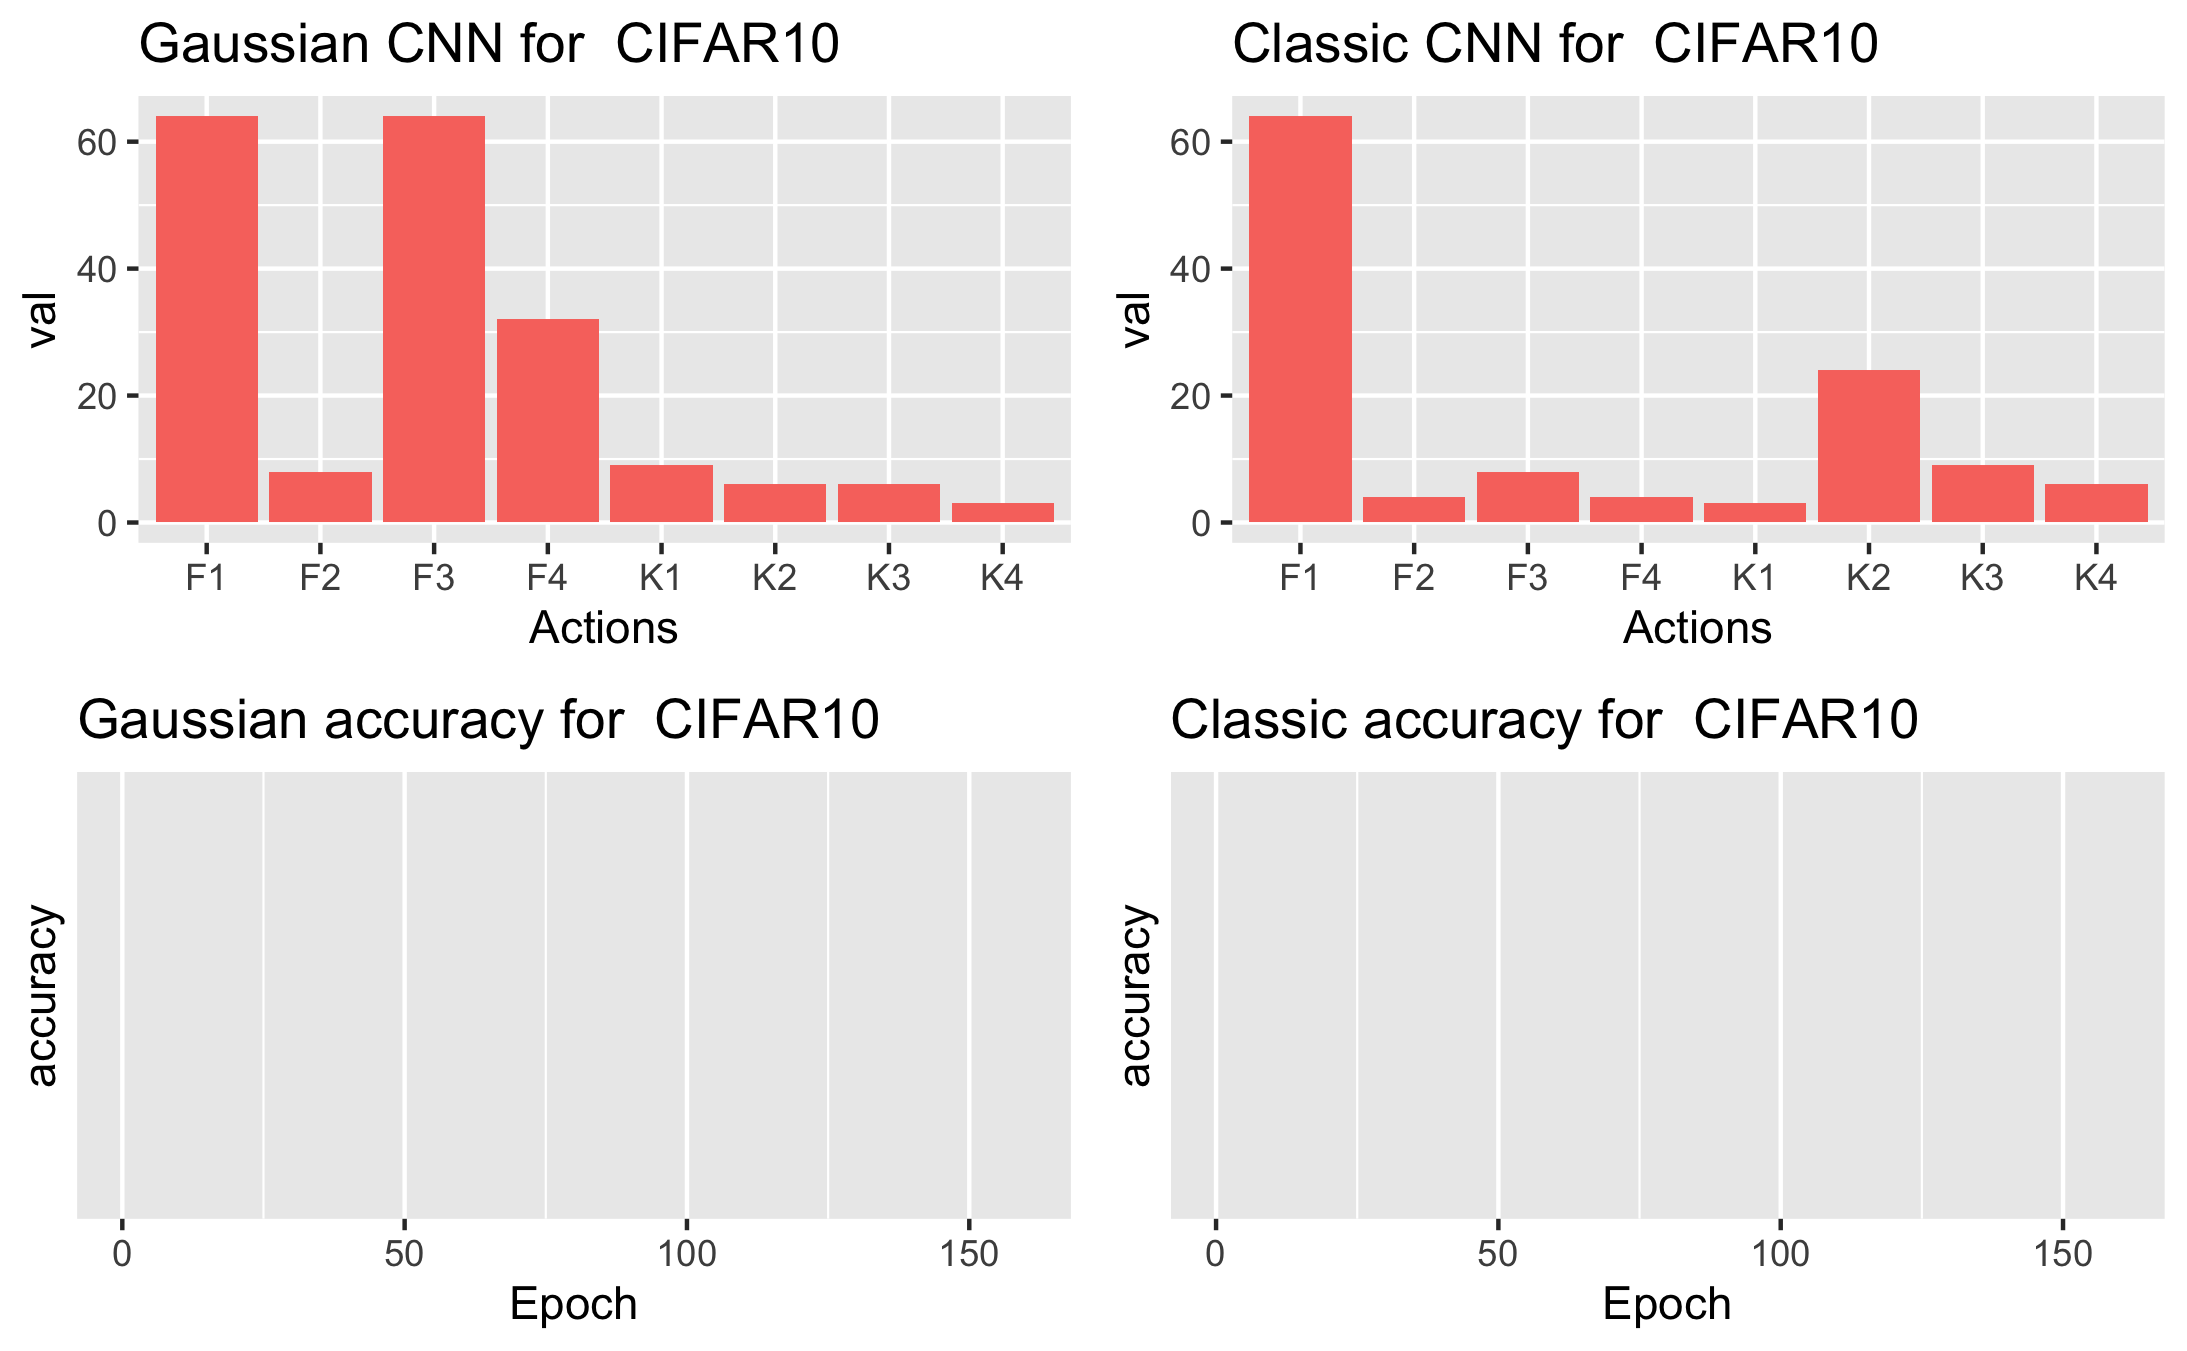 Gaussian CNN for  CIFAR10
val
60
40
20
0
F1 F2 F3 F4 K1 K2 K3 K4
Actions
Classic CNN for  CIFAR10
val
60
40
20
0
F1 F2 F3 F4 K1 K2 K3 K4
Actions
Gaussian accuracy for  CIFAR10
accuracy
0 50 100 150
Epoch
Classic accuracy for  CIFAR10
accuracy
0 50 100 150
Epoch